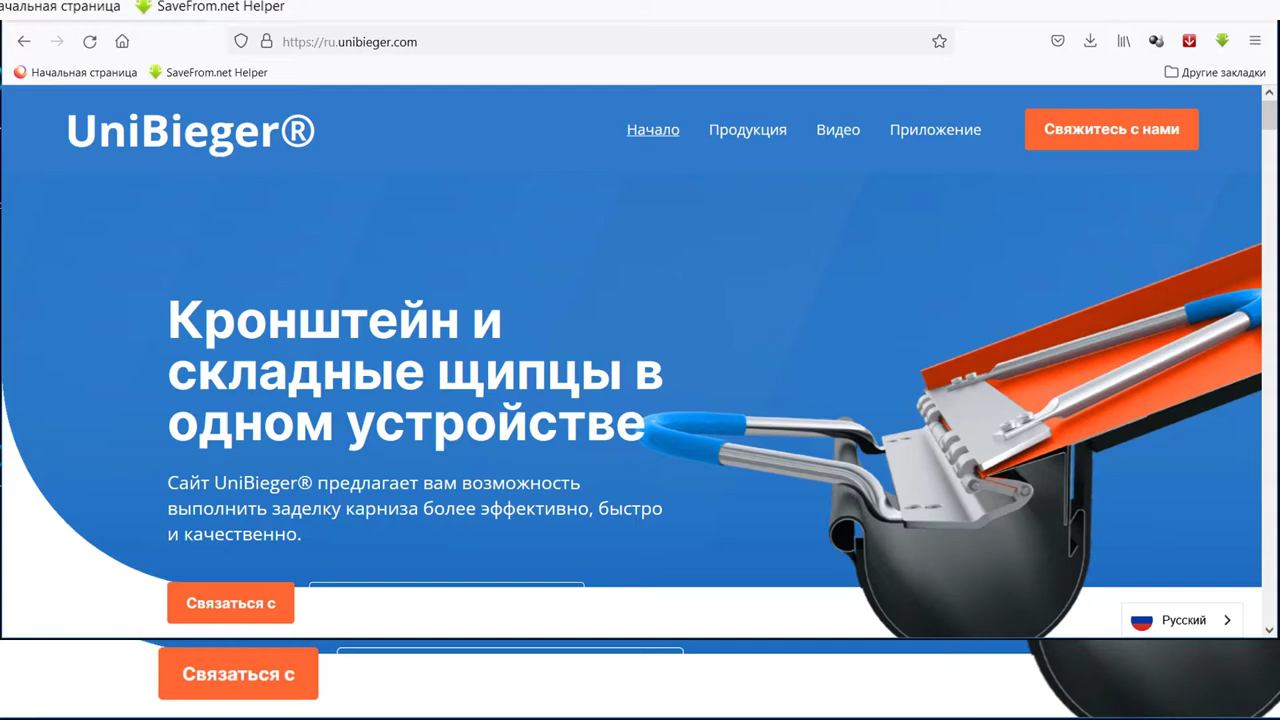 чальная страница SaveFrom.net Helper
https://ru.unibieger.com
Начальная страница SaveFrom.net Helper Другие закладки
UniBieger® Начало Продукция Видео Приложение Свяжитесь с нами
Кронштейн и
складные щипцы в
одном устройстве
Сайт UniBieger® предлагает вам возможность
выполнить заделку карниза более эффективно, быстро
и качественно.
Связаться с
Русский
Связаться с